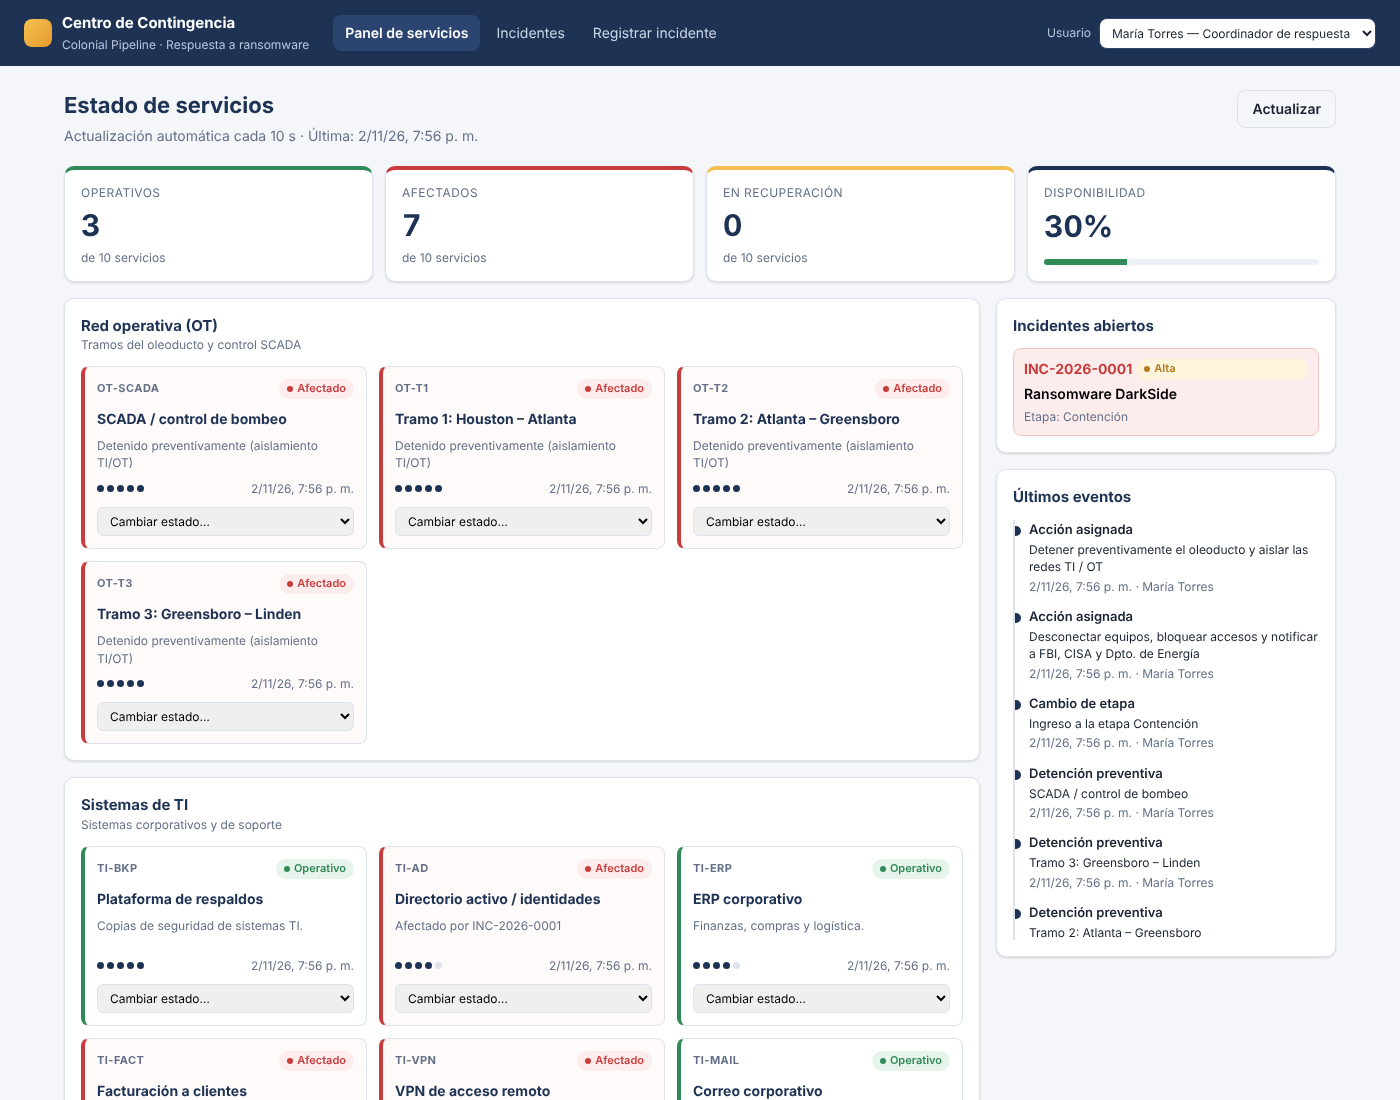 Centro de Contingencia
Colonial Pipeline · Respuesta a ransomware
Panel de servicios
Incidentes
Registrar incidente
Usuario
María Torres — Coordinador de respuesta
Estado de servicios
Actualización automática cada 10 s · Última: 2/11/26, 7:56 p. m.
Actualizar
OPERATIVOS
3
de 10 servicios
AFECTADOS
7
de 10 servicios
EN RECUPERACIÓN
0
de 10 servicios
DISPONIBILIDAD
30%
Red operativa (OT)
Tramos del oleoducto y control SCADA
OT-SCADA
Afectado
SCADA / control de bombeo
Detenido preventivamente (aislamiento
TI/OT)
2/11/26, 7:56 p. m.
Cambiar estado...
OT-T1
Afectado
Tramo 1: Houston – Atlanta
Detenido preventivamente (aislamiento
TI/OT)
2/11/26, 7:56 p. m.
Cambiar estado...
OT-T2
Afectado
Tramo 2: Atlanta – Greensboro
Detenido preventivamente (aislamiento
TI/OT)
2/11/26, 7:56 p. m.
Cambiar estado...
OT-T3
Afectado
Tramo 3: Greensboro – Linden
Detenido preventivamente (aislamiento
TI/OT)
2/11/26, 7:56 p. m.
Cambiar estado...
Sistemas de TI
Sistemas corporativos y de soporte
TI-BKP
Operativo
Plataforma de respaldos
Copias de seguridad de sistemas TI.
2/11/26, 7:56 p. m.
Cambiar estado...
TI-AD
Afectado
Directorio activo / identidades
Afectado por INC-2026-0001
2/11/26, 7:56 p. m.
Cambiar estado...
TI-ERP
Operativo
ERP corporativo
Finanzas, compras y logística.
2/11/26, 7:56 p. m.
Cambiar estado...
TI-FACT
Afectado
Facturación a clientes
TI-VPN
Afectado
VPN de acceso remoto
TI-MAIL
Operativo
Correo corporativo
Incidentes abiertos
INC-2026-0001
Alta
Ransomware DarkSide
Etapa: Contención
Últimos eventos
Acción asignada
Detener preventivamente el oleoducto y aislar las
redes TI / OT
2/11/26, 7:56 p. m. · María Torres
Acción asignada
Desconectar equipos, bloquear accesos y notificar
a FBI, CISA y Dpto. de Energía
2/11/26, 7:56 p. m. · María Torres
Cambio de etapa
Ingreso a la etapa Contención
2/11/26, 7:56 p. m. · María Torres
Detención preventiva
SCADA / control de bombeo
2/11/26, 7:56 p. m. · María Torres
Detención preventiva
Tramo 3: Greensboro – Linden
2/11/26, 7:56 p. m. · María Torres
Detención preventiva
Tramo 2: Atlanta – Greensboro